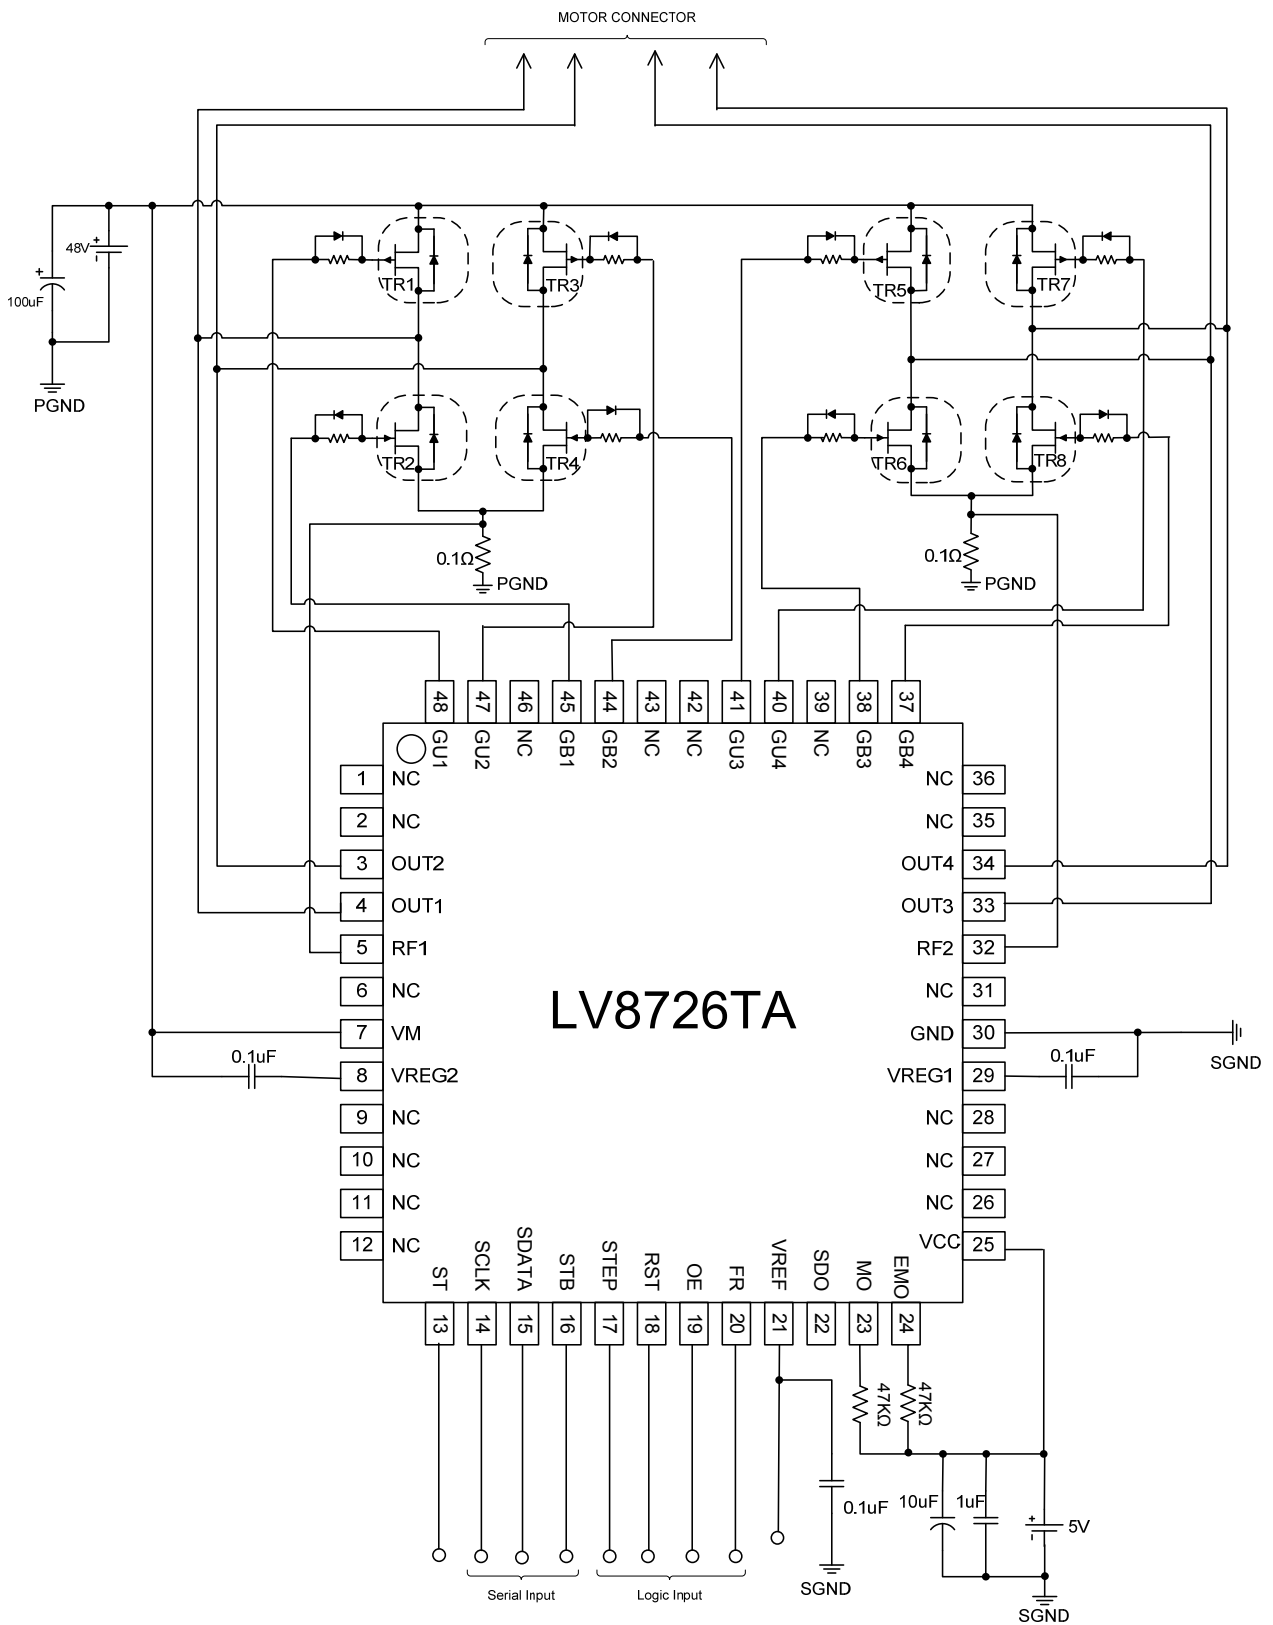 MOTOR CONNECTOR
48V
+
-
+
100uF
PGND
TR1
TR3
TR5
TR7
TR2
TR4
TR6
TR8
0.1Ω
PGND
0.1Ω
PGND
48
47
46
45
44
43
42
41
40
39
38
37
GU1
GU2
NC
GB1
GB2
NC
NC
GU3
GU4
NC
GB3
GB4
1 NC
NC 36
2 NC
NC 35
3 OUT2
OUT4 34
4 OUT1
OUT3 33
5 RF1
RF2 32
LV8726TA
6 NC
NC 31
7 VM
GND 30
SGND
0.1uF
8 VREG2
VREG1 29
0.1uF
9 NC
NC 28
10 NC
NC 27
11 NC
NC 26
12 NC
VCC 25
ST
SCLK
SDATA
STB
STEP
RST
OE
FR
VREF
SDO
MO
EMO
13
14
15
16
17
18
19
20
21
22
23
24
47KΩ
47KΩ
0.1uF
10uF
1uF
+
-
5V
SGND
SGND
Serial Input
Logic Input